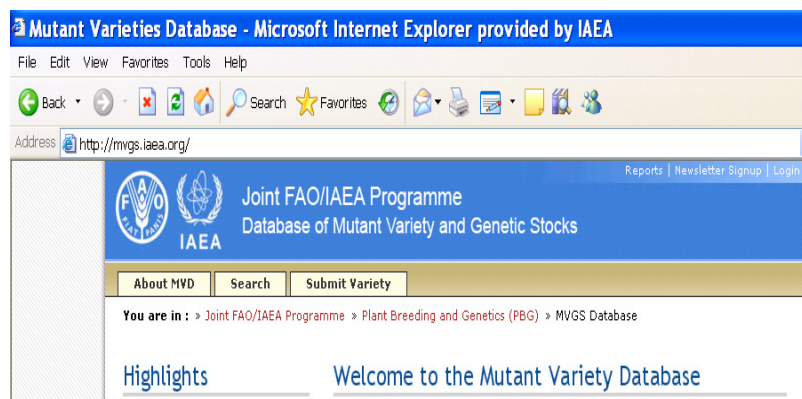 Mutant Varieties Database - Microsoft Internet Explorer provided by IAEA
File Edit View Favorites Tools Help
Back Search Favorites
Address http://mvgs.iaea.org/
Reports | Newsletter Signup | Login
FAO
FIAT PANIS
IAEA
Joint FAO/IAEA Programme
Database of Mutant Variety and Genetic Stocks
About MVD Search Submit Variety
You are in : » Joint FAO/IAEA Programme » Plant Breeding and Genetics (PBG) » MVGS Database
Highlights Welcome to the Mutant Variety Database